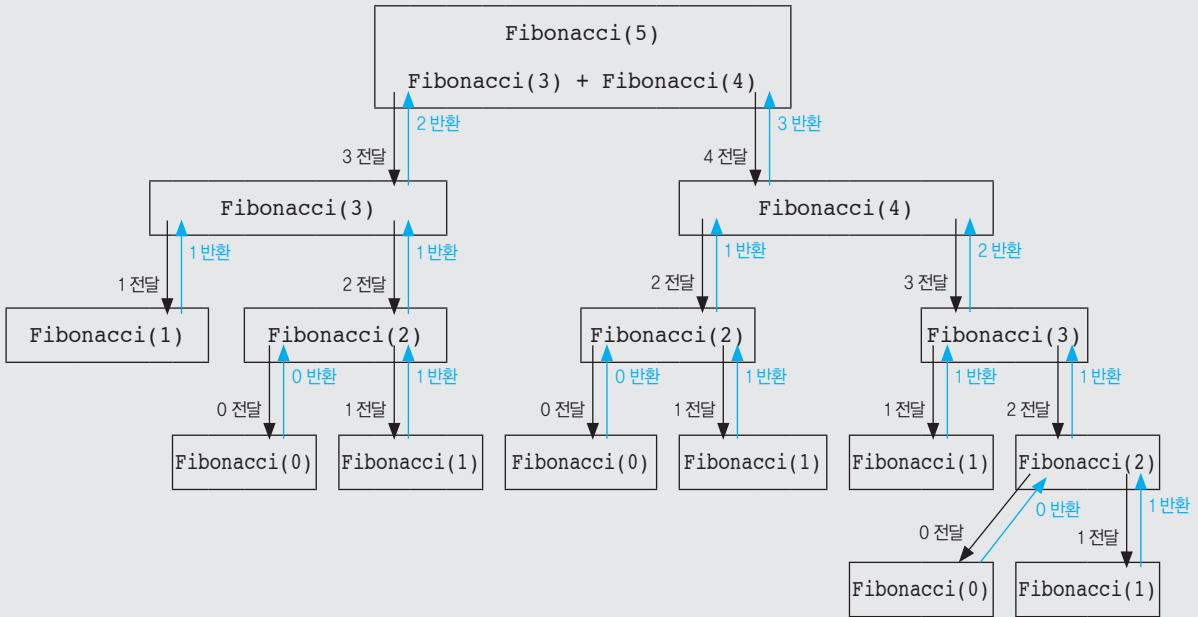 Fibonacci(5)
Fibonacci(3) + Fibonacci(4)
2 반환
3 반환
3 전달
4 전달
Fibonacci(3)
Fibonacci(4)
1 반환
1 반환
1 반환
2 반환
1 전달
2 전달
2 전달
3 전달
Fibonacci(1)
Fibonacci(2)
Fibonacci(2)
Fibonacci(3)
0 반환
1 반환
0 반환
1 반환
1 반환
1 반환
0 전달
1 전달
0 전달
1 전달
1 전달
2 전달
Fibonacci(0)
Fibonacci(1)
Fibonacci(0)
Fibonacci(1)
Fibonacci(1)
Fibonacci(2)
0 반환
1 반환
0 전달
1 전달
Fibonacci(0)
Fibonacci(1)